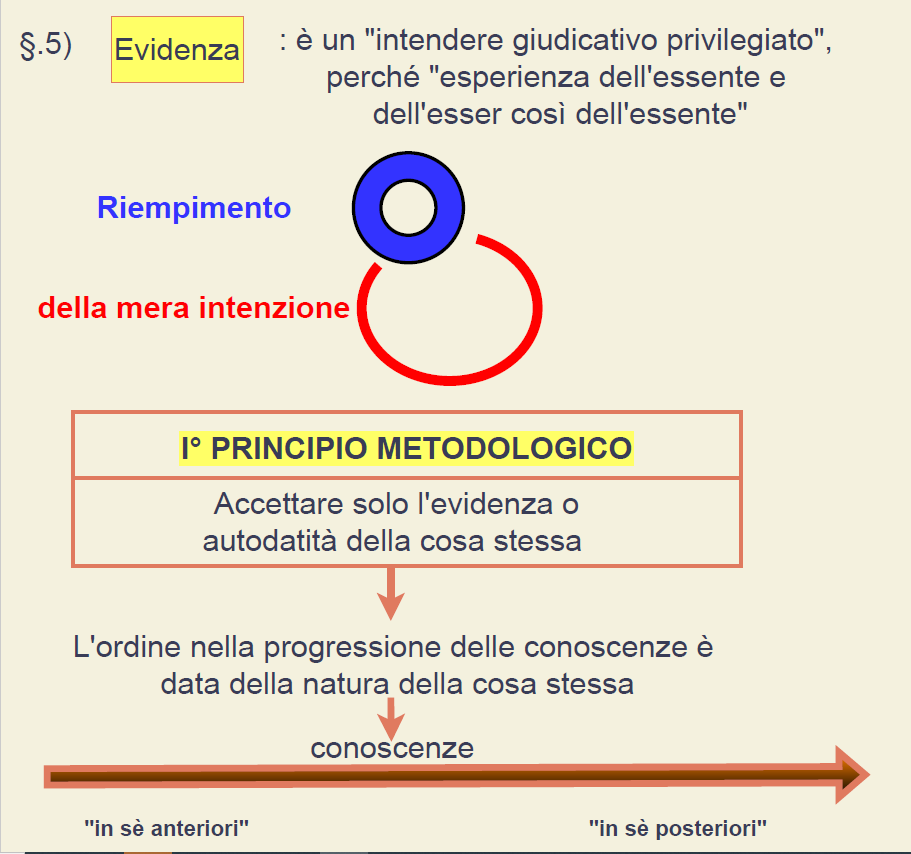 §.5) Evidenza : è un "intendere giudicativo privilegiato",
perché "esperienza dell'essente e
dell'esser così dell'essente"
Riempimento
della mera intenzione
I° PRINCIPIO METODOLOGICO
Accettare solo l'evidenza o
autodatità della cosa stessa
L'ordine nella progressione delle conoscenze è
data della natura della cosa stessa
conoscenze
"in sè anteriori" "in sè posteriori"